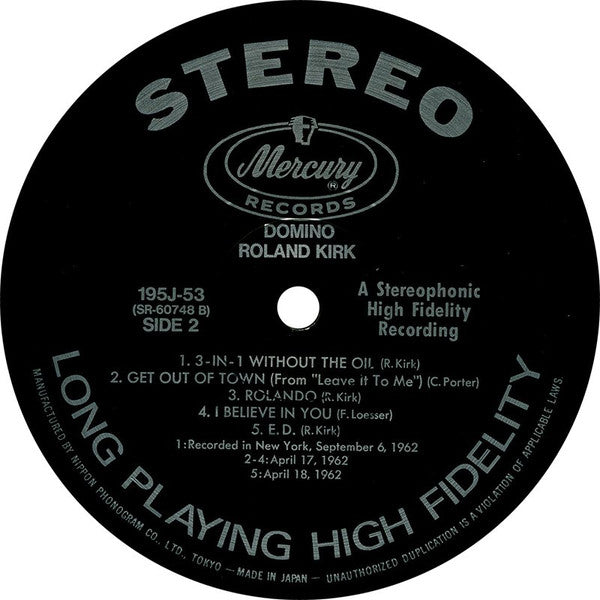 STEREO
Mercury
®
RECORDS
DOMINO
ROLAND KIRK
195J-53
(SR-60748 B)
SIDE 2
A Stereophonic
High Fidelity
Recording
1. 3-IN-1 WITHOUT THE OIL (R. Kirk)
2. GET OUT OF TOWN (From "Leave it To Me") (C. Porter)
3. ROLANDO (R. Kirk)
4. I BELIEVE IN YOU (F. Loesser)
5. E. D. (R. Kirk)
1: Recorded in New York, September 6, 1962
2-4: April 17, 1962
5: April 18, 1962
LONG PLAYING HIGH FIDELITY
MANUFACTURED BY NIPPON PHONOGRAM CO., LTD., TOKYO — MADE IN JAPAN — UNAUTHORIZED DUPLICATION IS A VIOLATION OF APPLICABLE LAWS.